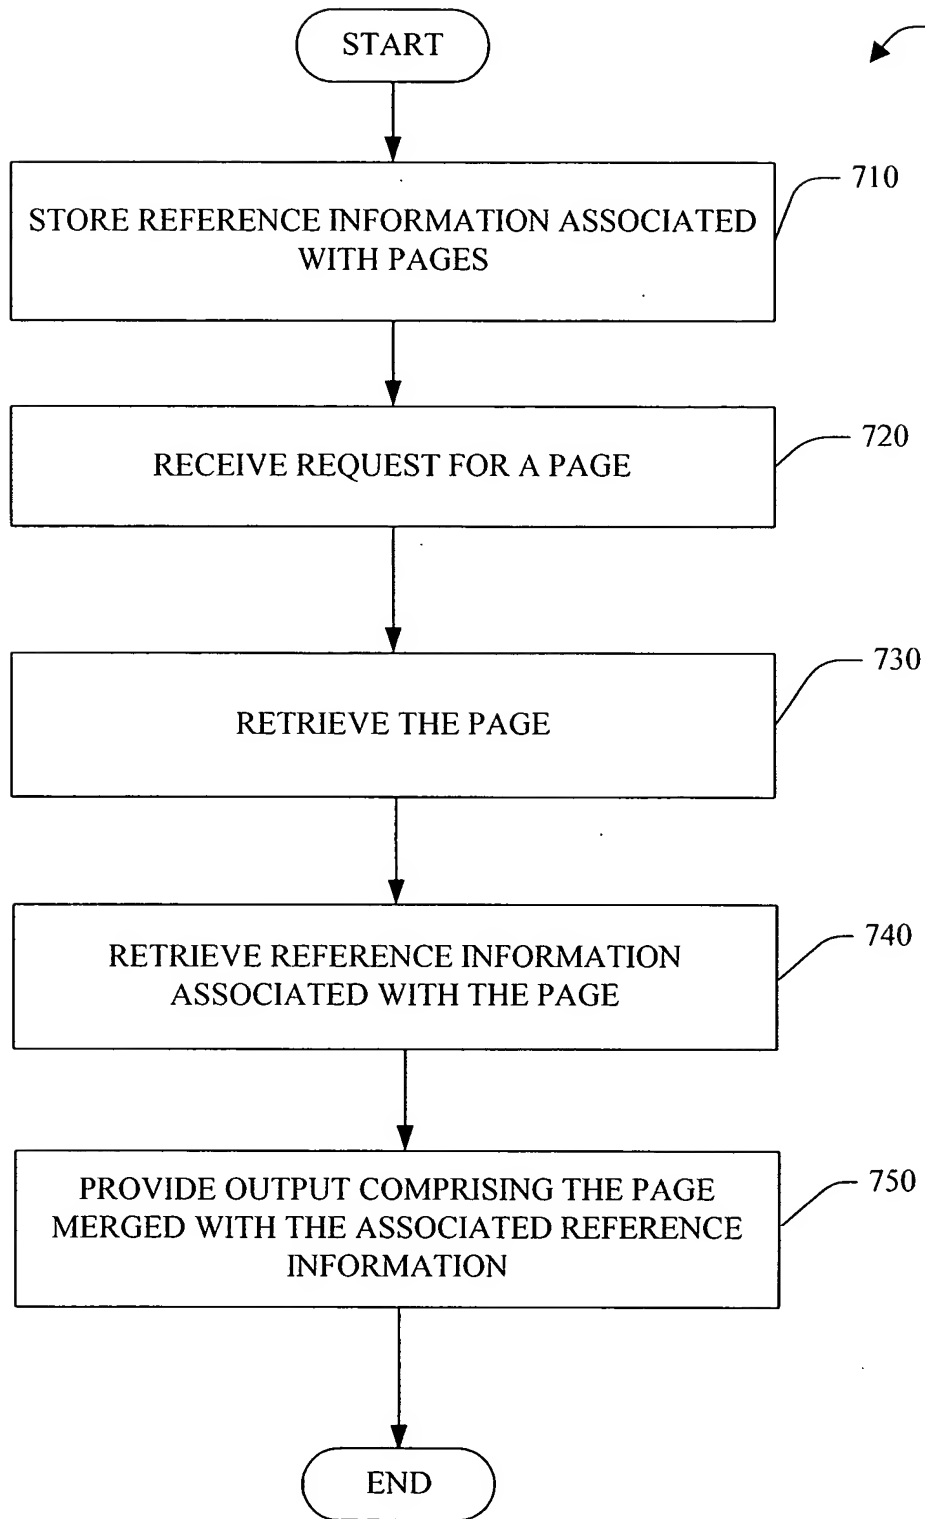 START
710
STORE REFERENCE INFORMATION ASSOCIATED
WITH PAGES
720
RECEIVE REQUEST FOR A PAGE
730
RETRIEVE THE PAGE
740
RETRIEVE REFERENCE INFORMATION
ASSOCIATED WITH THE PAGE
750
PROVIDE OUTPUT COMPRISING THE PAGE
MERGED WITH THE ASSOCIATED REFERENCE
INFORMATION
END